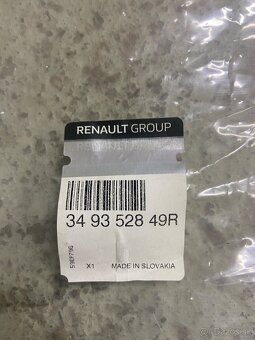 RENAULT GROUP
34 93 528 49R
X1 MADE IN SLOVAKIA